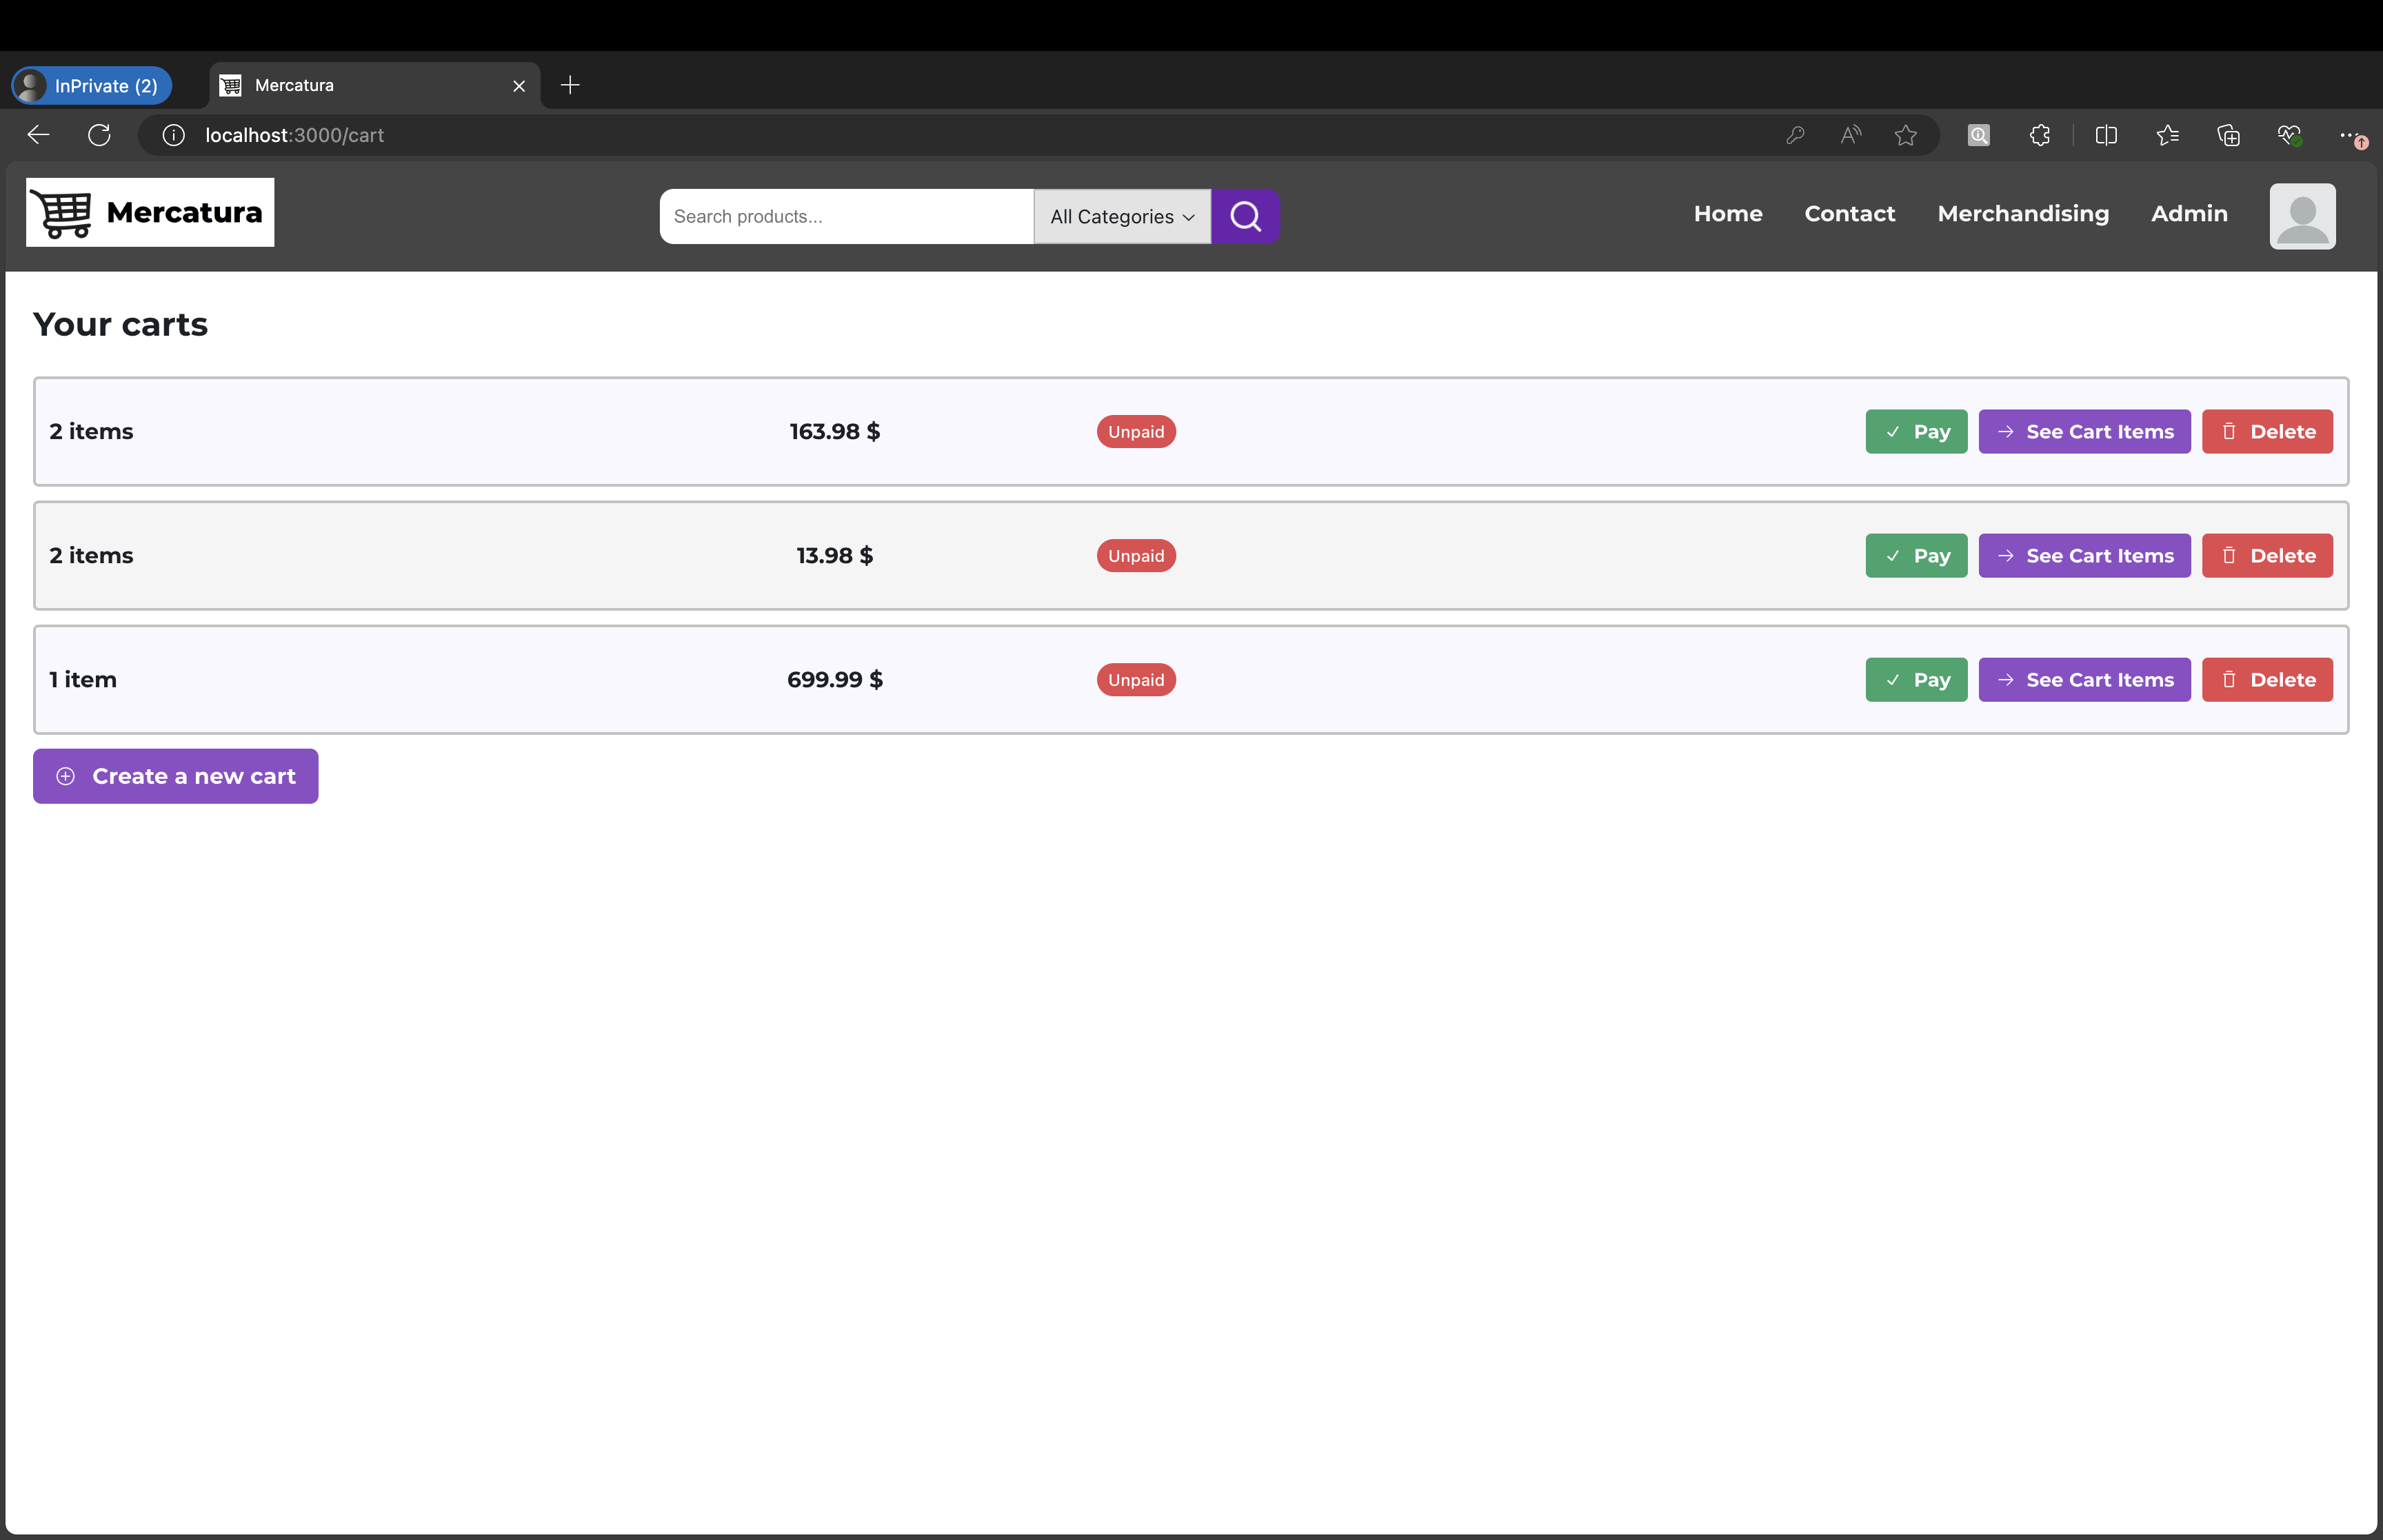 InPrivate (2)
Mercatura
localhost:3000/cart
Mercatura
Search products...
All Categories
Home
Contact
Merchandising
Admin
Your carts
2 items
163.98 $
Unpaid
Pay
See Cart Items
Delete
2 items
13.98 $
Unpaid
Pay
See Cart Items
Delete
1 item
699.99 $
Unpaid
Pay
See Cart Items
Delete
Create a new cart